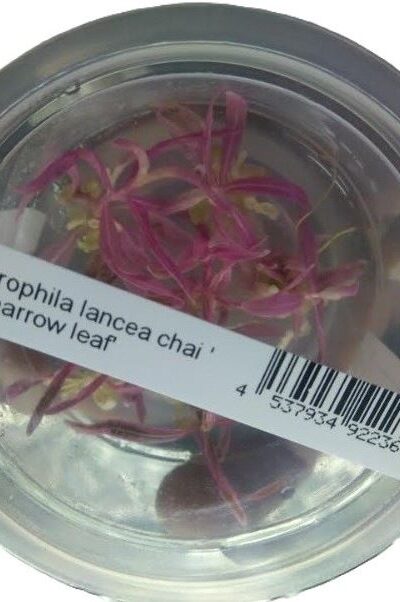 rophila lancea chai '
narrow leaf'
4 537934 92236